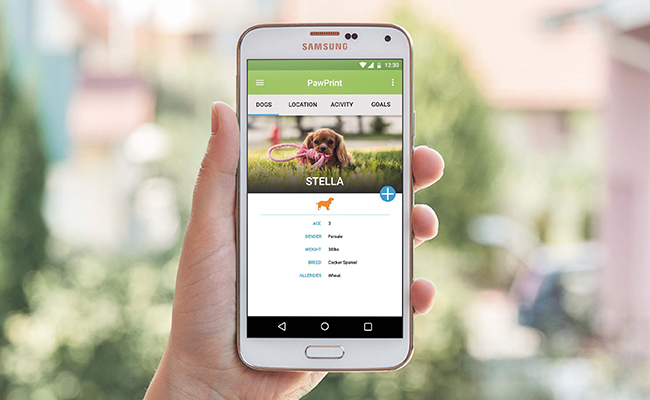 SAMSUNG
12:30
PawPrint
DOGS LOCATION ACIVITY GOALS
STELLA
AGE 3
GENDER Female
WEIGHT 30lbs
BREED Cocker Spaniel
ALLERGIES Wheat